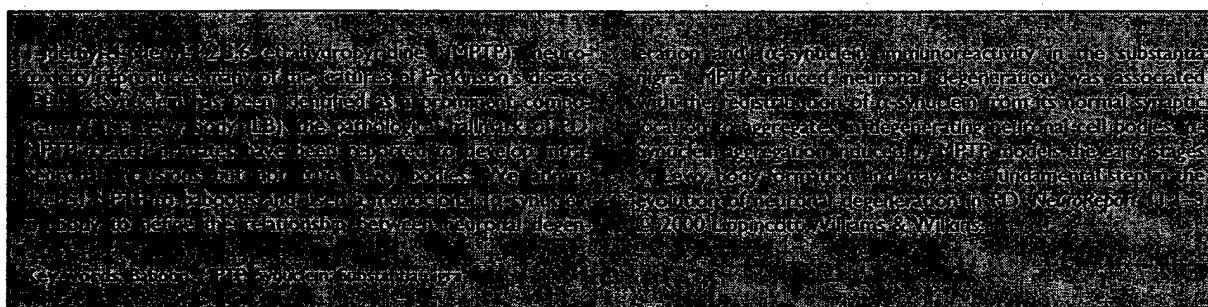 1-Methyl-4-phenyl-1,2,3,6-tetrahydropyridine (MPTP) neuro-
toxicity reproduces many of the features of Parkinson's disease
(PD). α-Synuclein has been identified as a prominent compo-
nent of the Lewy body (LB), the pathological hallmark of PD.
MPTP-treated primates have been reported to develop intra-
neuronal inclusions but not true Lewy bodies. We
MPTP to baboons and used a monoclonal α-synuclein
antibody to define the relationship between neuronal degen-
eration and α-synuclein immunoreactivity in the substantia
nigra. MPTP-induced neuronal degeneration was associated
with the redistribution of α-synuclein from its normal synaptic
location to aggregates in degenerating neuronal cell bodies. α-
synuclein aggregation induced by MPTP models the early stages
of Lewy body formation and may be a fundamental step in the
evolution of neuronal degeneration in PD. NeuroReport
© 2000 Lippincott Williams & Wilkins.
Keywords: Baboon; MPTP; Synuclein; Substantia nigra